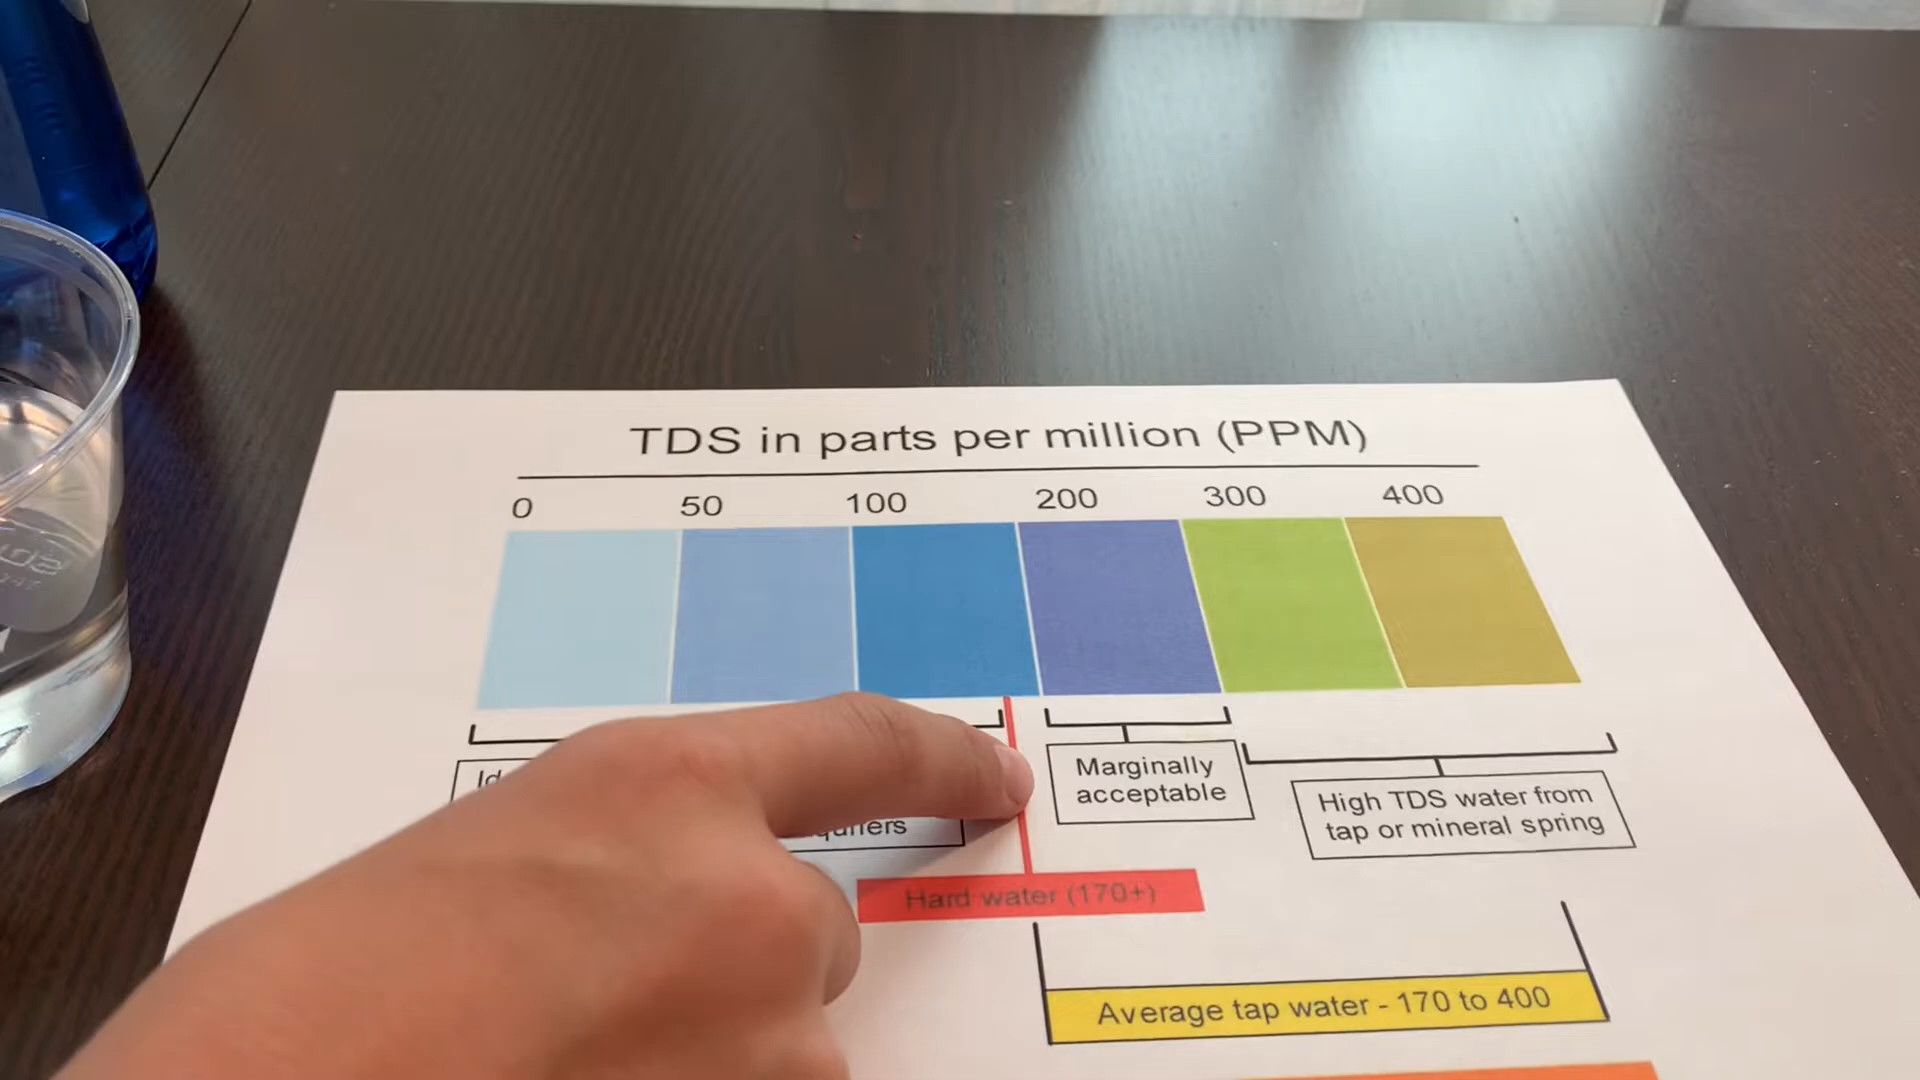 TDS in parts per million (PPM)
0 50 100 200 300 400
Marginally
acceptable
High TDS water from
tap or mineral spring
Hard water (170+)
Average tap water - 170 to 400